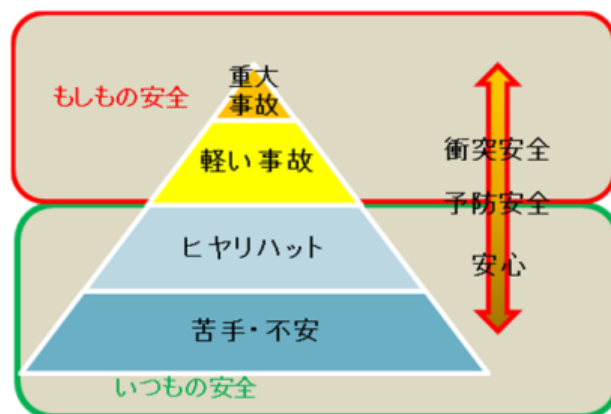 重大
事故
もしもの安全
軽い事故
衝突安全
予防安全
ヒヤリハット
安心
苦手・不安
いつもの安全